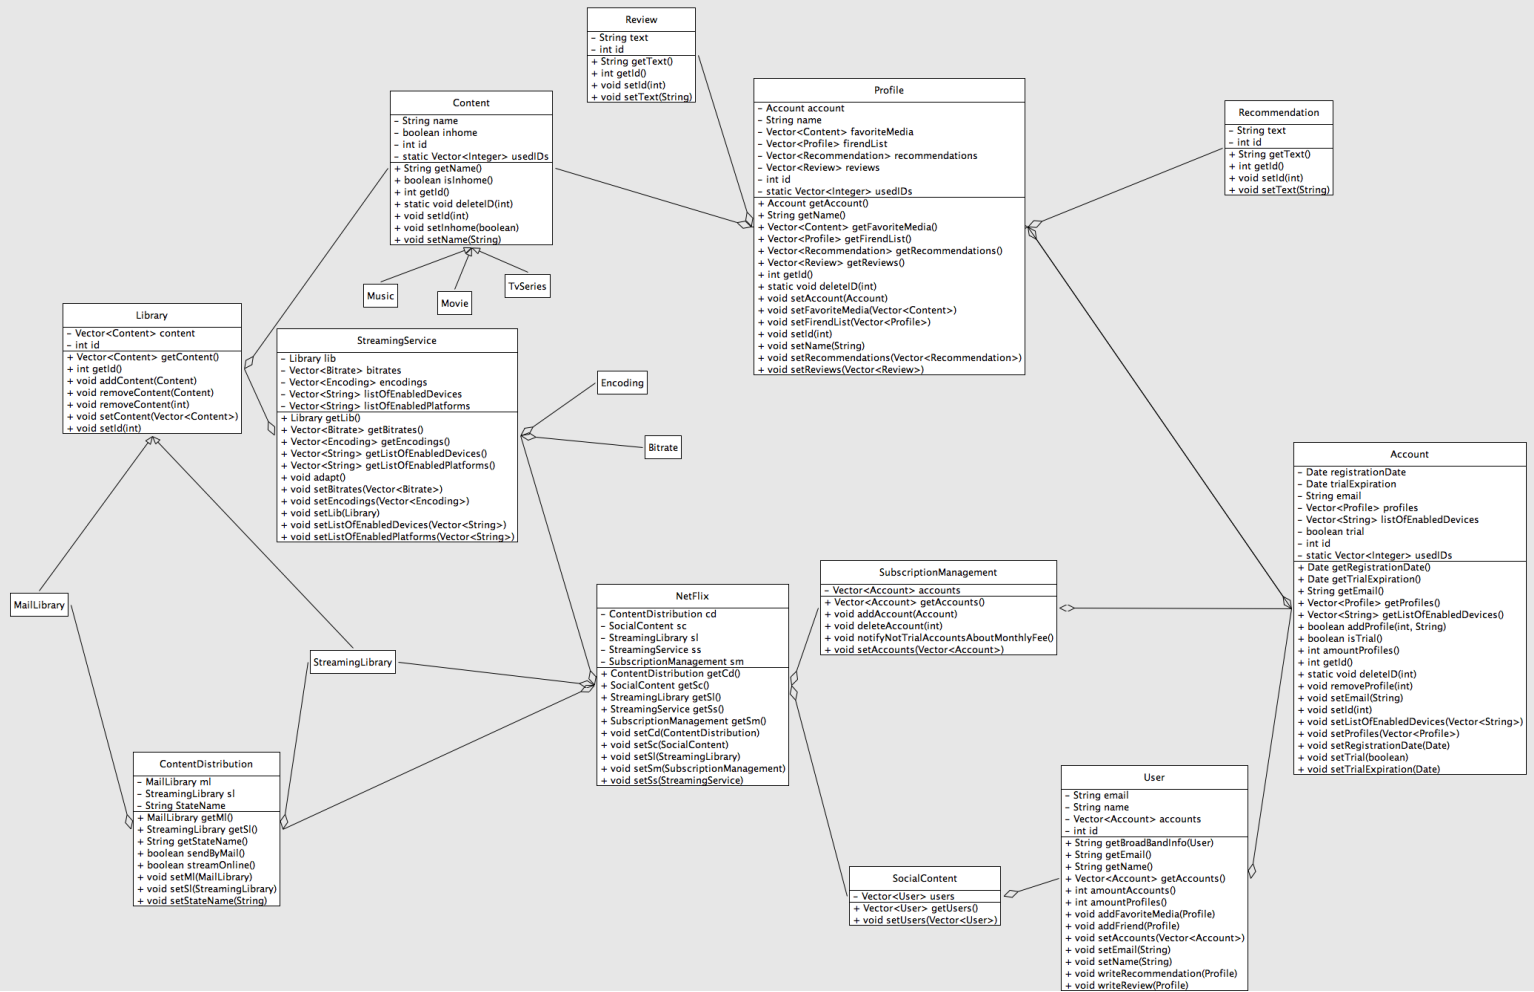 Review
– String text
– int id
+ String getText()
+ int getId()
+ void setId(int)
+ void setText(String)
Content
– String name
– boolean inhome
– int id
– static Vector<Integer> usedIDs
+ String getName()
+ boolean isInhome()
+ int getId()
+ static void deleteID(int)
+ void setId(int)
+ void setInhome(boolean)
+ void setName(String)
Profile
– Account account
– String name
– Vector<Content> favoriteMedia
– Vector<Profile> firendList
– Vector<Recommendation> recommendations
– Vector<Review> reviews
– int id
– static Vector<Integer> usedIDs
+ Account getAccount()
+ String getName()
+ Vector<Content> getFavoriteMedia()
+ Vector<Profile> getFirendList()
+ Vector<Recommendation> getRecommendations()
+ Vector<Review> getReviews()
+ int getId()
+ static void deleteID(int)
+ void setAccount(Account)
+ void setFavoriteMedia(Vector<Content>)
+ void setFirendList(Vector<Profile>)
+ void setId(int)
+ void setName(String)
+ void setRecommendations(Vector<Recommendation>)
+ void setReviews(Vector<Review>)
Recommendation
– String text
– int id
+ String getText()
+ int getId()
+ void setId(int)
+ void setText(String)
Music
Movie
TvSeries
Library
– Vector<Content> content
– int id
+ Vector<Content> getContent()
+ int getId()
+ void addContent(Content)
+ void removeContent(Content)
+ void removeContent(int)
+ void setContent(Vector<Content>)
+ void setId(int)
StreamingService
– Library lib
– Vector<Bitrate> bitrates
– Vector<Encoding> encodings
– Vector<String> listOfEnabledDevices
– Vector<String> listOfEnabledPlatforms
+ Library getLib()
+ Vector<Bitrate> getBitrates()
+ Vector<Encoding> getEncodings()
+ Vector<String> getListOfEnabledDevices()
+ Vector<String> getListOfEnabledPlatforms()
+ void adapt()
+ void setBitrates(Vector<Bitrate>)
+ void setEncodings(Vector<Encoding>)
+ void setLib(Library)
+ void setListOfEnabledDevices(Vector<String>)
+ void setListOfEnabledPlatforms(Vector<String>)
Encoding
Bitrate
Account
– Date registrationDate
– Date trialExpiration
– String email
– Vector<Profile> profiles
– Vector<String> listOfEnabledDevices
– boolean trial
– int id
– static Vector<Integer> usedIDs
+ Date getRegistrationDate()
+ Date getTrialExpiration()
+ String getEmail()
+ Vector<Profile> getProfiles()
+ Vector<String> getListOfEnabledDevices()
+ boolean addProfile(int, String)
+ boolean isTrial()
+ int amountProfiles()
+ int getId()
+ static void deleteID(int)
+ void removeProfile(int)
+ void setEmail(String)
+ void setId(int)
+ void setListOfEnabledDevices(Vector<String>)
+ void setProfiles(Vector<Profile>)
+ void setRegistrationDate(Date)
+ void setTrial(boolean)
+ void setTrialExpiration(Date)
MailLibrary
StreamingLibrary
NetFlix
– ContentDistribution cd
– SocialContent sc
– StreamingLibrary sl
– StreamingService ss
– SubscriptionManagement sm
+ ContentDistribution getCd()
+ SocialContent getSc()
+ StreamingLibrary getSl()
+ StreamingService getSs()
+ SubscriptionManagement getSm()
+ void setCd(ContentDistribution)
+ void setSc(SocialContent)
+ void setSl(StreamingLibrary)
+ void setSm(SubscriptionManagement)
+ void setSs(StreamingService)
SubscriptionManagement
– Vector<Account> accounts
+ Vector<Account> getAccounts()
+ void addAccount(Account)
+ void deleteAccount(int)
+ void notifyNotTrialAccountsAboutMonthlyFee()
+ void setAccounts(Vector<Account>)
ContentDistribution
– MailLibrary ml
– StreamingLibrary sl
– String StateName
+ MailLibrary getMl()
+ StreamingLibrary getSl()
+ String getStateName()
+ boolean sendByMail()
+ boolean streamOnline()
+ void setMl(MailLibrary)
+ void setSl(StreamingLibrary)
+ void setStateName(String)
SocialContent
– Vector<User> users
+ Vector<User> getUsers()
+ void setUsers(Vector<User>)
User
– String email
– String name
– Vector<Account> accounts
– int id
+ String getBroadBandInfo(User)
+ String getEmail()
+ String getName()
+ Vector<Account> getAccounts()
+ int amountAccounts()
+ int amountProfiles()
+ void addFavoriteMedia(Profile)
+ void addFriend(Profile)
+ void setAccounts(Vector<Account>)
+ void setEmail(String)
+ void setName(String)
+ void writeRecommendation(Profile)
+ void writeReview(Profile)